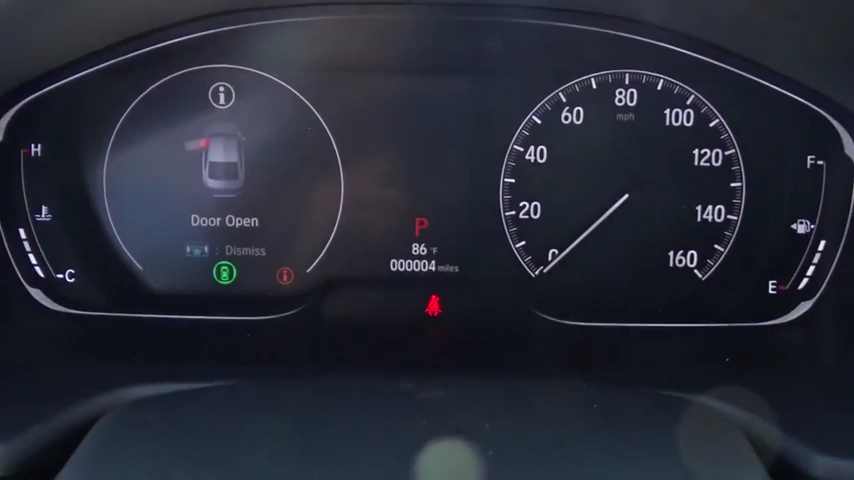 i
H
C
Door Open
: Dismiss
i
P
86 °F
000004 miles
0
20
40
60
80
mph
100
120
140
160
F
E